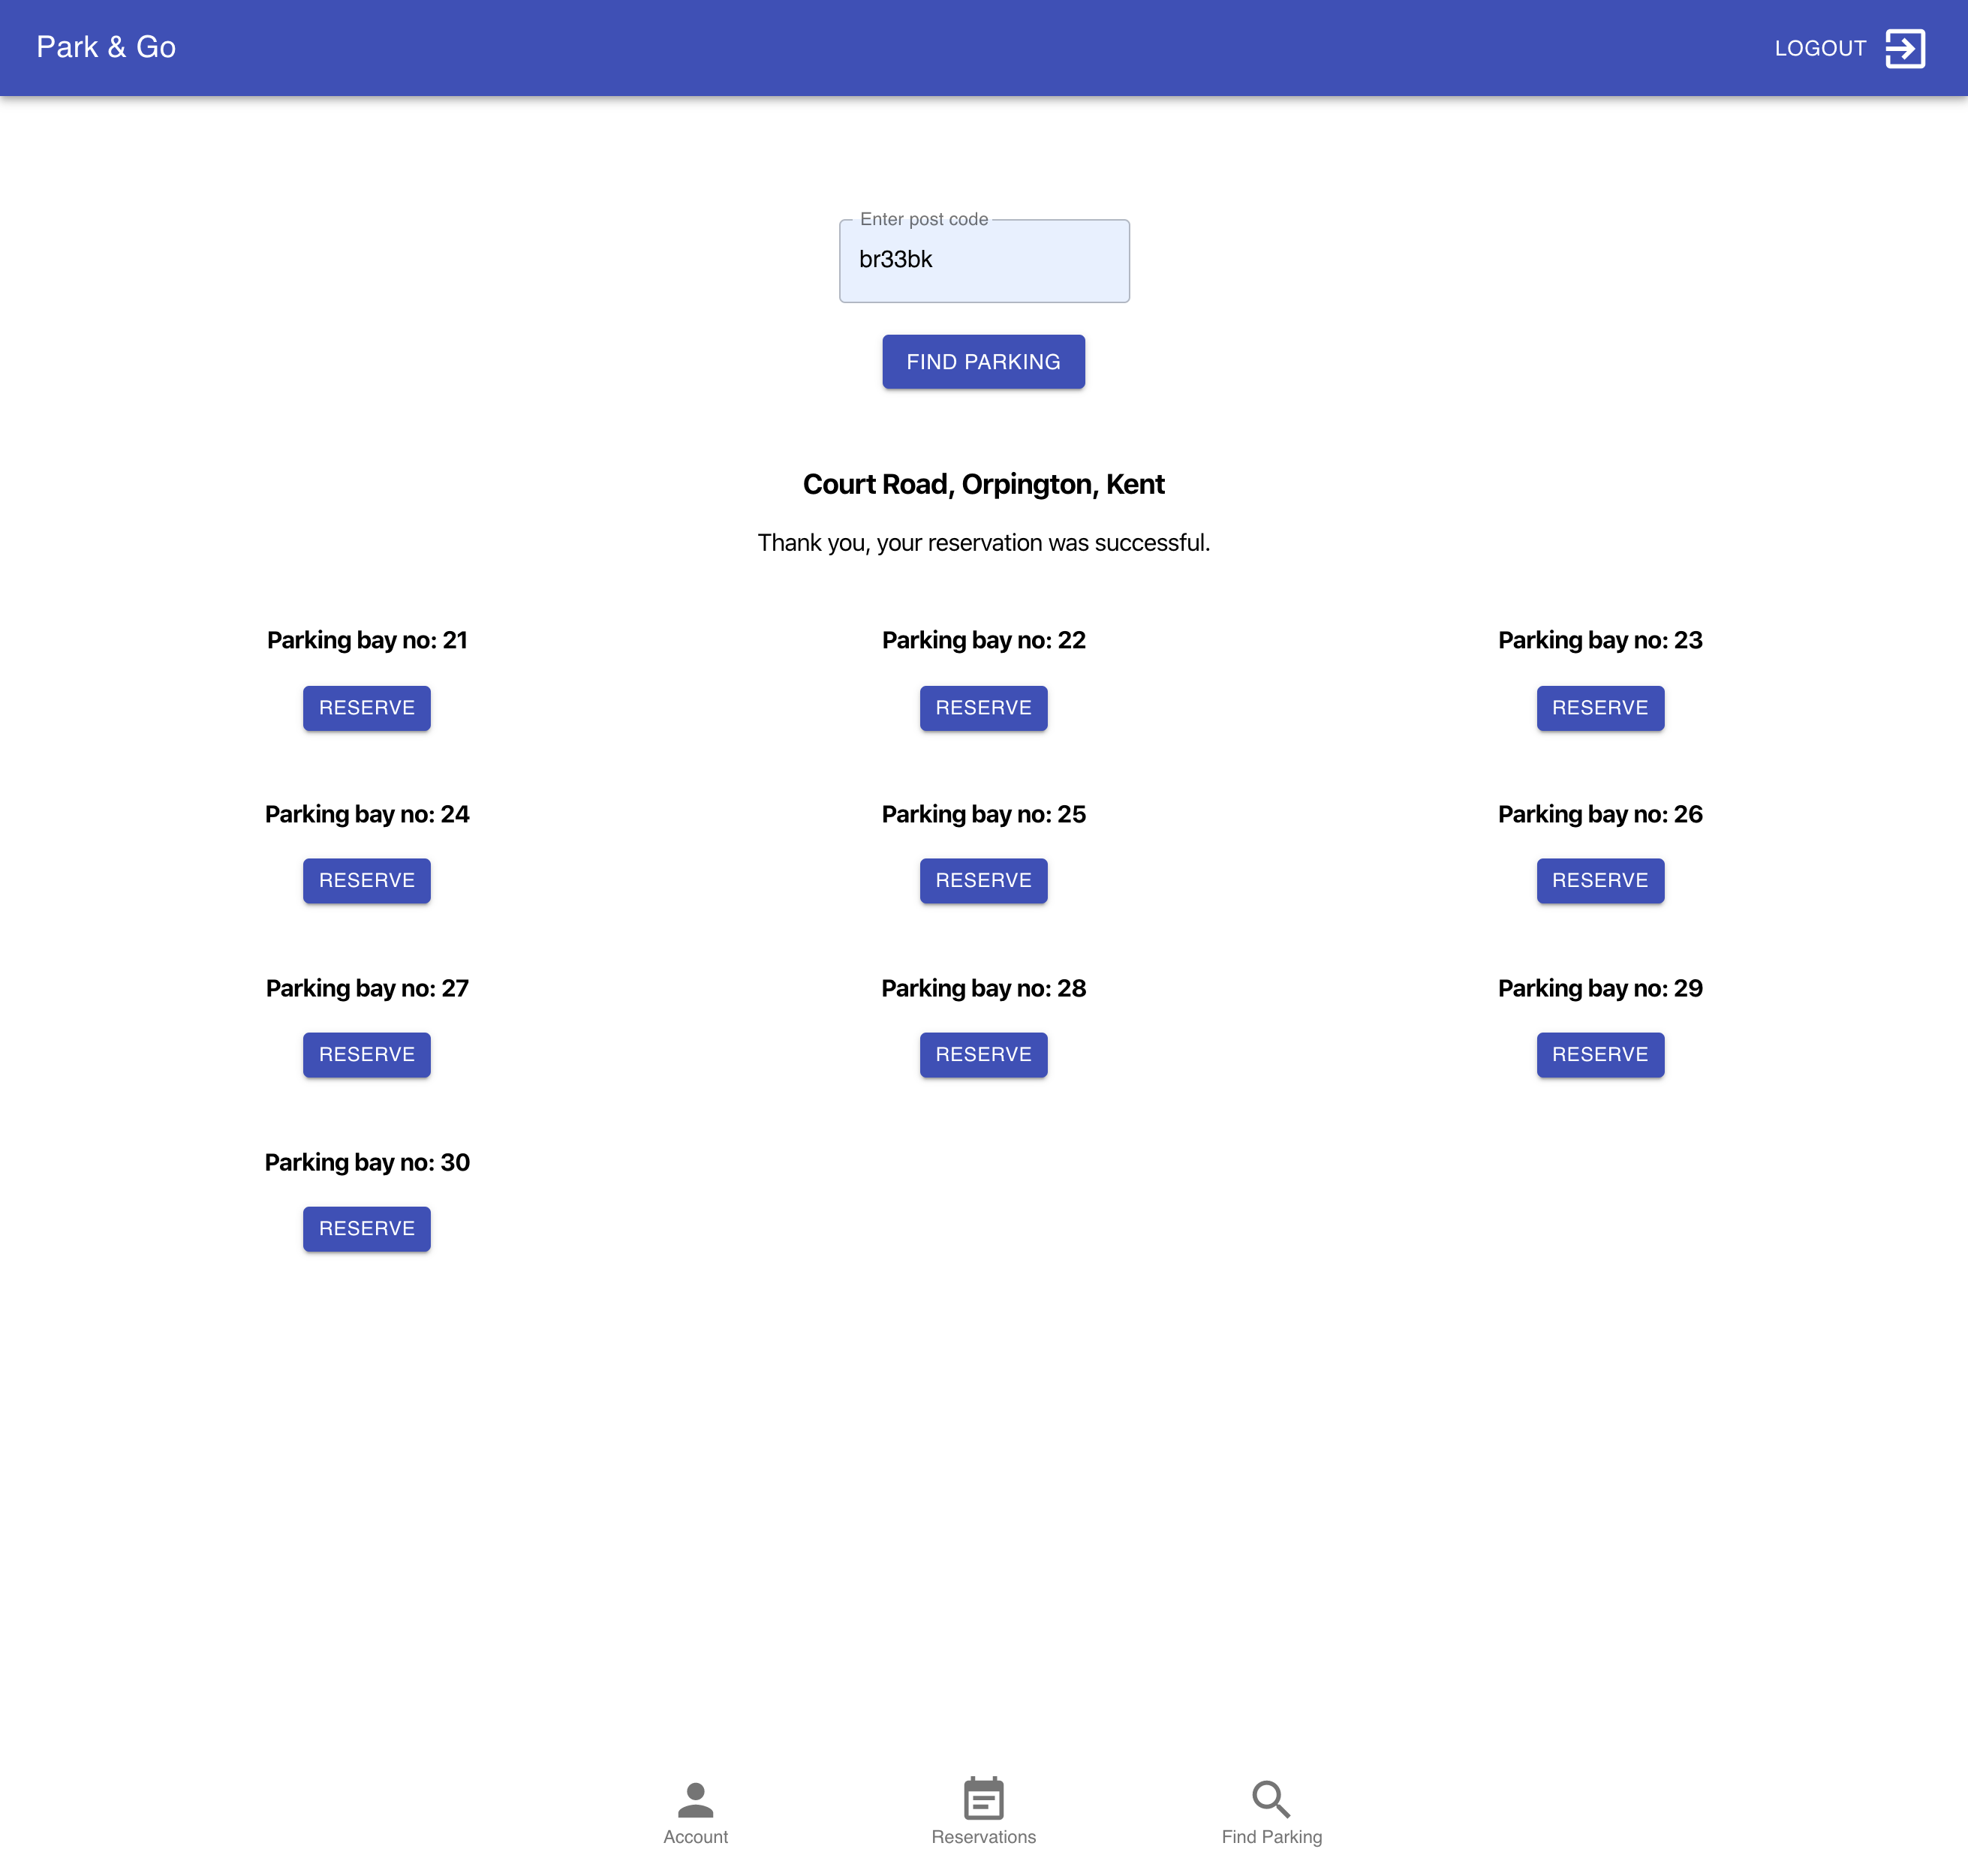 Park & Go
LOGOUT
Enter post code
br33bk
FIND PARKING
Court Road, Orpington, Kent
Thank you, your reservation was successful.
Parking bay no: 21
Parking bay no: 22
Parking bay no: 23
RESERVE
RESERVE
RESERVE
Parking bay no: 24
Parking bay no: 25
Parking bay no: 26
RESERVE
RESERVE
RESERVE
Parking bay no: 27
Parking bay no: 28
Parking bay no: 29
RESERVE
RESERVE
RESERVE
Parking bay no: 30
RESERVE
Account
Reservations
Find Parking